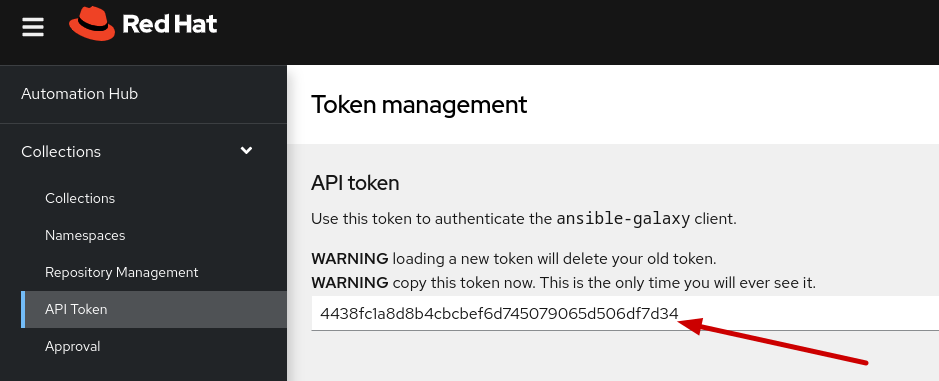 Red Hat
Automation Hub
Collections
Collections
Namespaces
Repository Management
API Token
Approval
Token management
API token
Use this token to authenticate the ansible-galaxy client.
WARNING loading a new token will delete your old token.
WARNING copy this token now. This is the only time you will ever see it.
4438fc1a8d8b4cbcbef6d745079065d506df7d34